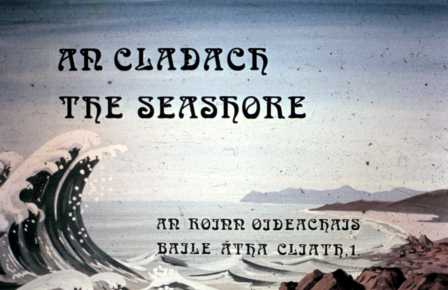 AN CLADACH
THE SEASHORE
AN ROINN OIDEACHAIS
BAILE ÁTHA CLIATH,1